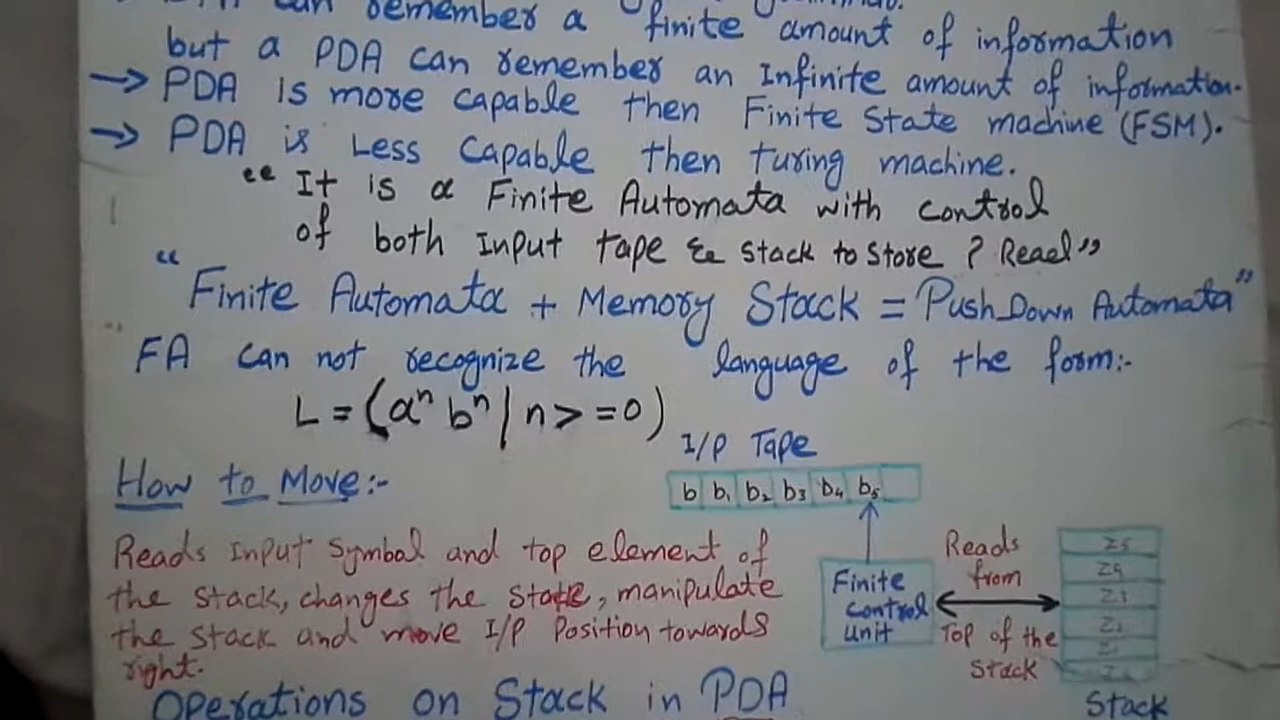 can remember a finite amount of information
but a PDA can remember an Infinite amount of information.
→ PDA is more capable then Finite State machine (FSM).
→ PDA is Less Capable then turing machine.
“ It is a Finite Automata with control
of both Input tape & stack to store ? Read”
“ Finite Automata + Memory Stack = Push_Down Automata”
FA can not recognize the language of the form:-
L = (aⁿ bⁿ | n > = 0)
I/P Tape
b b₁ b₂ b₃ b₄ b₅
How to Move:-
Reads Input Symbol and top element of
the stack, changes the state, manipulate
the stack and move I/P Position towards
right.
Finite
control
unit
Reads
from
Top of the
Stack
Z₅
Z₄
Z₃
Z₂
Z₁
Stack
Operations on Stack in PDA